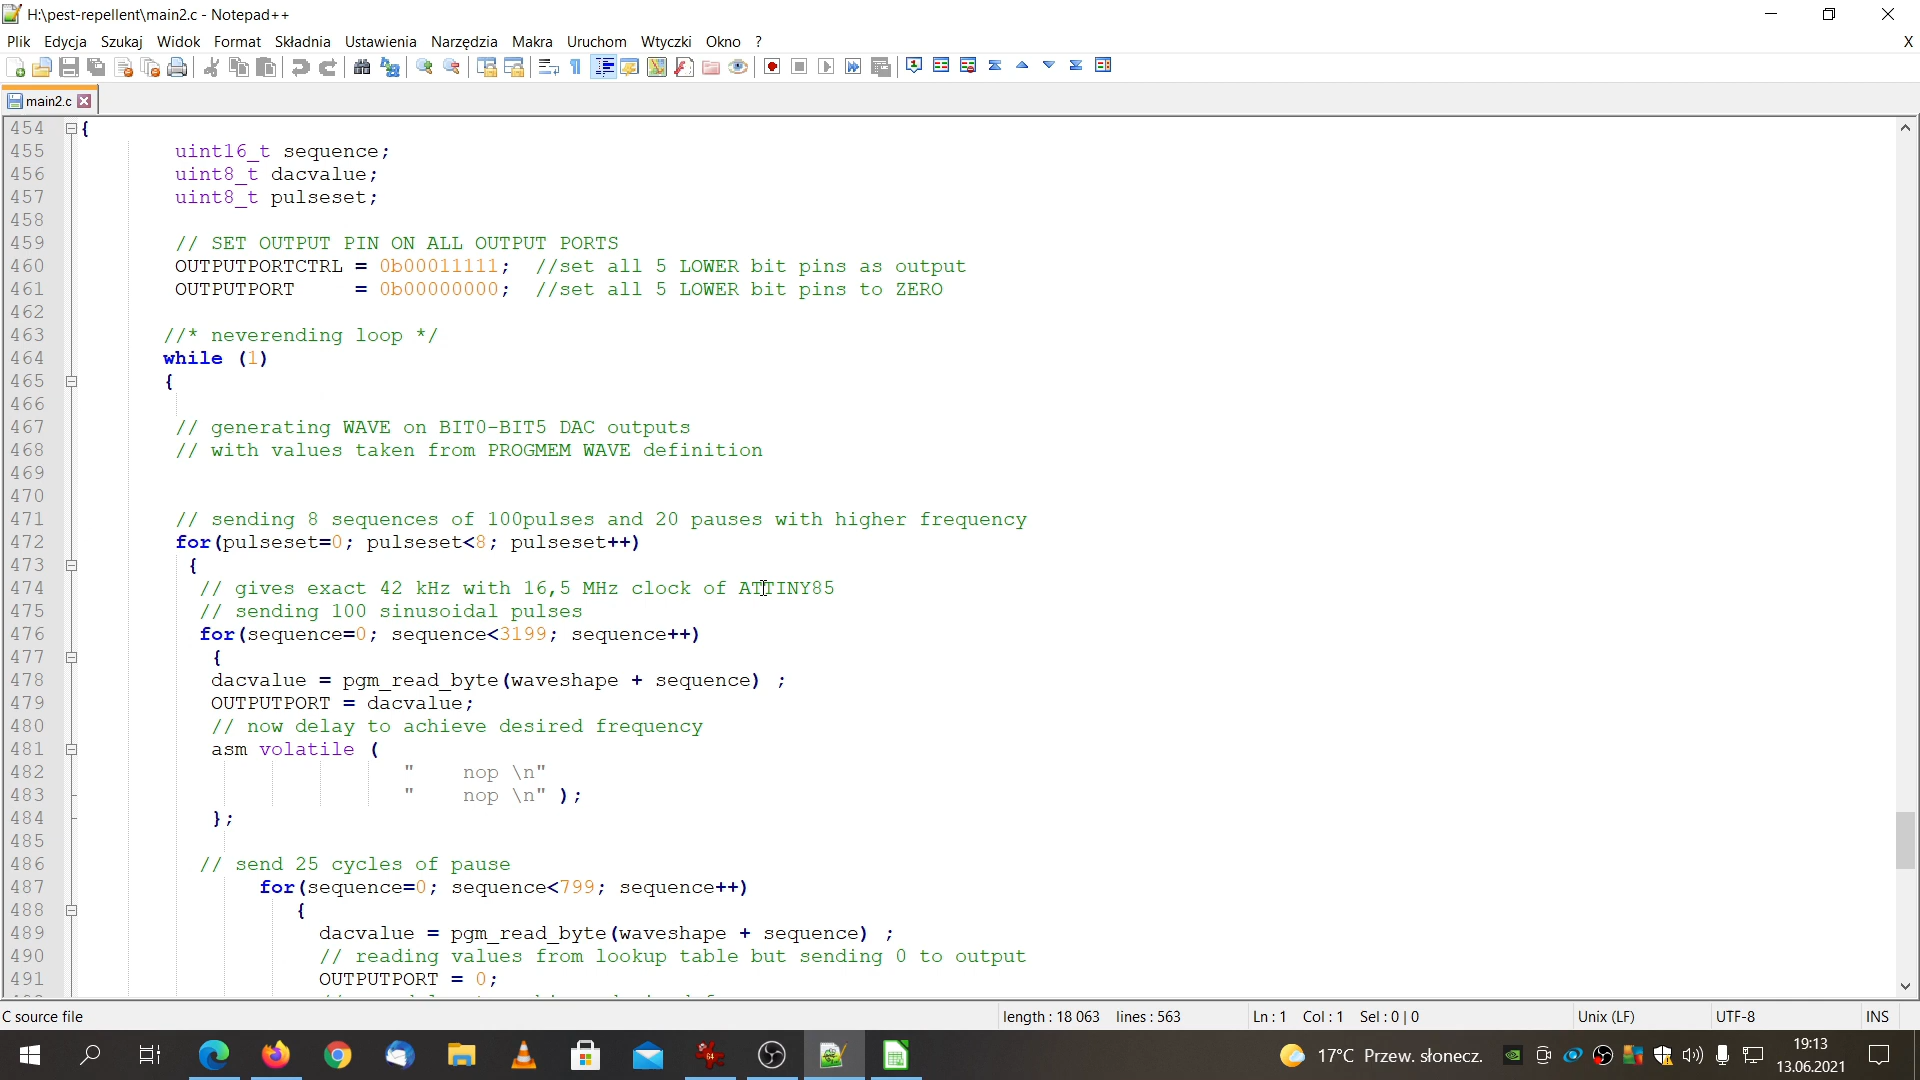 H:\pest-repellent\main2.c - Notepad++
Plik Edycja Szukaj Widok Format Składnia Ustawienia Narzędzia Makra Uruchom Wtyczki Okno ? X
main2.c
454 {
455 uint16_t sequence;
456 uint8_t dacvalue;
457 uint8_t pulseset;
458
459 // SET OUTPUT PIN ON ALL OUTPUT PORTS
460 OUTPUTPORTCTRL = 0b00011111; //set all 5 LOWER bit pins as output
461 OUTPUTPORT = 0b00000000; //set all 5 LOWER bit pins to ZERO
462
463 //* neverending loop */
464 while (1)
465 {
466
467 // generating WAVE on BIT0-BIT5 DAC outputs
468 // with values taken from PROGMEM WAVE definition
469
470
471 // sending 8 sequences of 100pulses and 20 pauses with higher frequency
472 for(pulseset=0; pulseset<8; pulseset++)
473 {
474 // gives exact 42 kHz with 16,5 MHz clock of ATTINY85
475 // sending 100 sinusoidal pulses
476 for(sequence=0; sequence<3199; sequence++)
477 {
478 dacvalue = pgm_read_byte(waveshape + sequence) ;
479 OUTPUTPORT = dacvalue;
480 // now delay to achieve desired frequency
481 asm volatile (
482 " nop \n"
483 " nop \n" );
484 };
485
486 // send 25 cycles of pause
487 for(sequence=0; sequence<799; sequence++)
488 {
489 dacvalue = pgm_read_byte(waveshape + sequence) ;
490 // reading values from lookup table but sending 0 to output
491 OUTPUTPORT = 0;
C source file length : 18 063 lines : 563 Ln : 1 Col : 1 Sel : 0 | 0 Unix (LF) UTF-8 INS
64 17°C Przew. słonecz. 19:13
13.06.2021